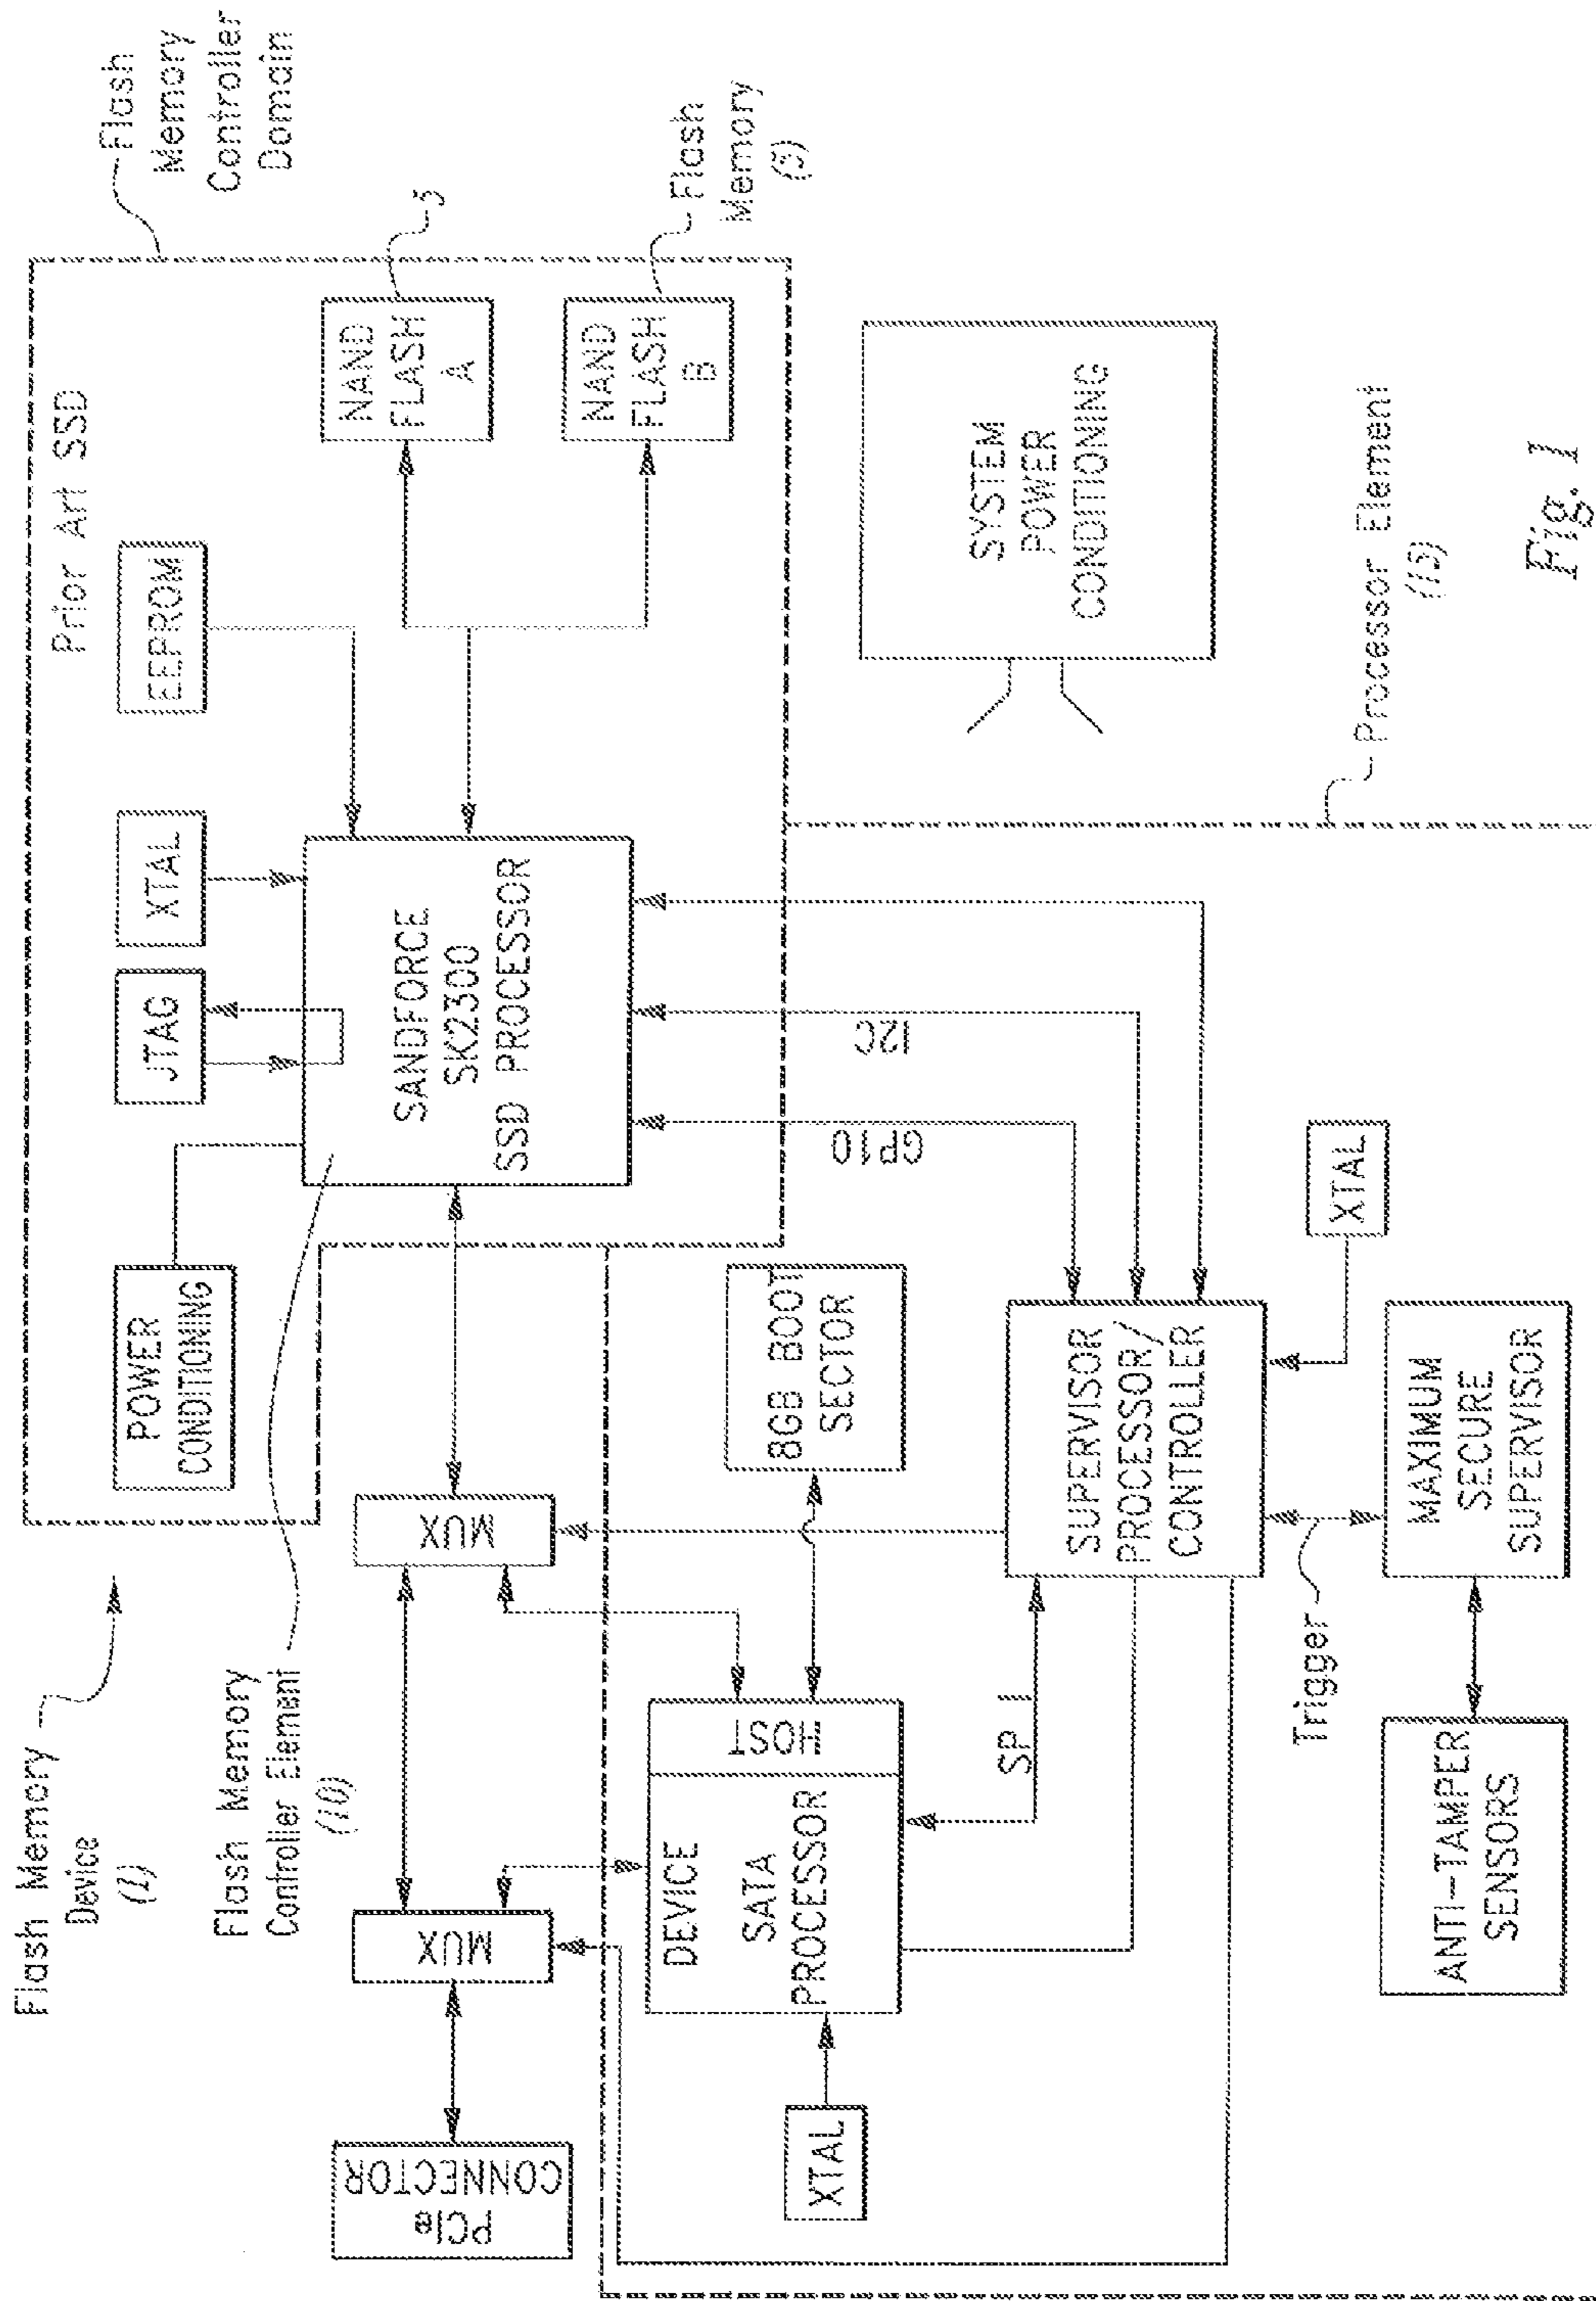 Flash Memory
Device
(1)
Flash Memory
Controller Element
(10)
Prior Art SSD
Flash
Memory
Controller
Domain
POWER
CONDITIONING
JTAG
XTAL
EEPROM
SANDFORCE
SK2300
SSD PROCESSOR
NAND
FLASH
A
5
NAND
FLASH
B
Flash
Memory
(5)
PCIe
CONNECTOR
MUX
MUX
DEVICE
SATA
PROCESSOR
HOST
XTAL
8GB BOOT
SECTOR
GPIO
I2C
SPI
SUPERVISOR
PROCESSOR/
CONTROLLER
XTAL
Trigger
MAXIMUM
SECURE
SUPERVISOR
ANTI-TAMPER
SENSORS
SYSTEM
POWER
CONDITIONING
Processor Element
(15)
Fig. 1